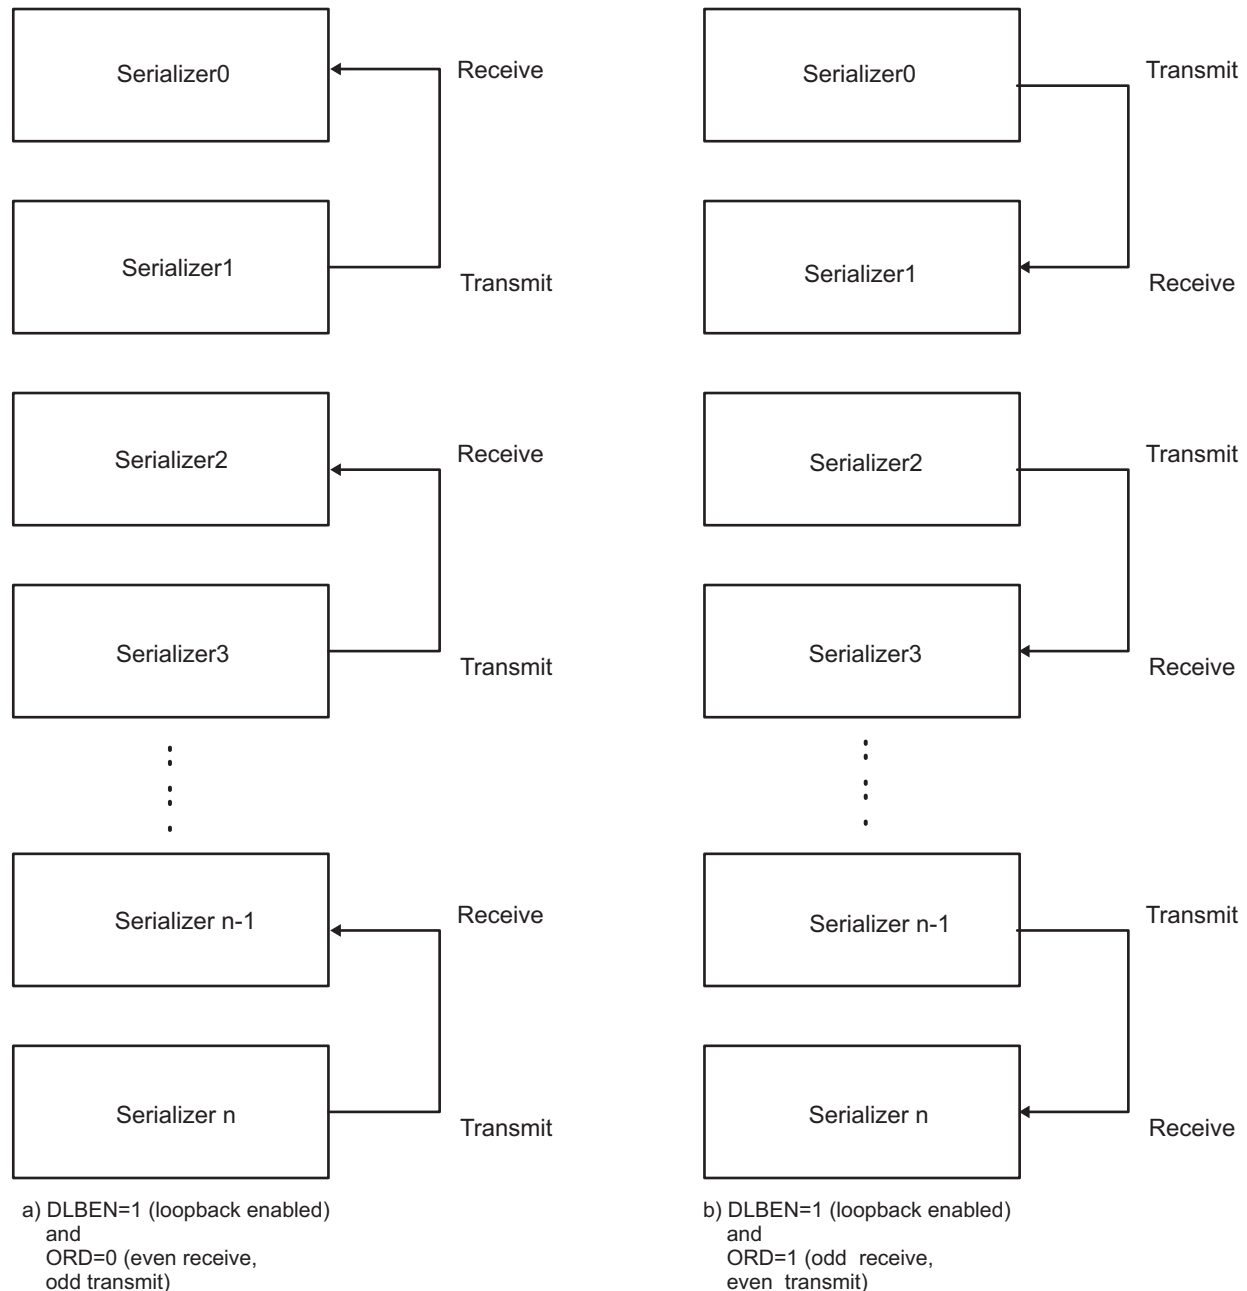 Serializer0
Receive
Serializer1
Transmit
Serializer2
Receive
Serializer3
Transmit
Serializer n-1
Receive
Serializer n
Transmit
a) DLBEN=1 (loopback enabled)
and
ORD=0 (even receive,
odd transmit)
Serializer0
Transmit
Serializer1
Receive
Serializer2
Transmit
Serializer3
Receive
Serializer n-1
Transmit
Serializer n
Receive
b) DLBEN=1 (loopback enabled)
and
ORD=1 (odd receive,
even transmit)